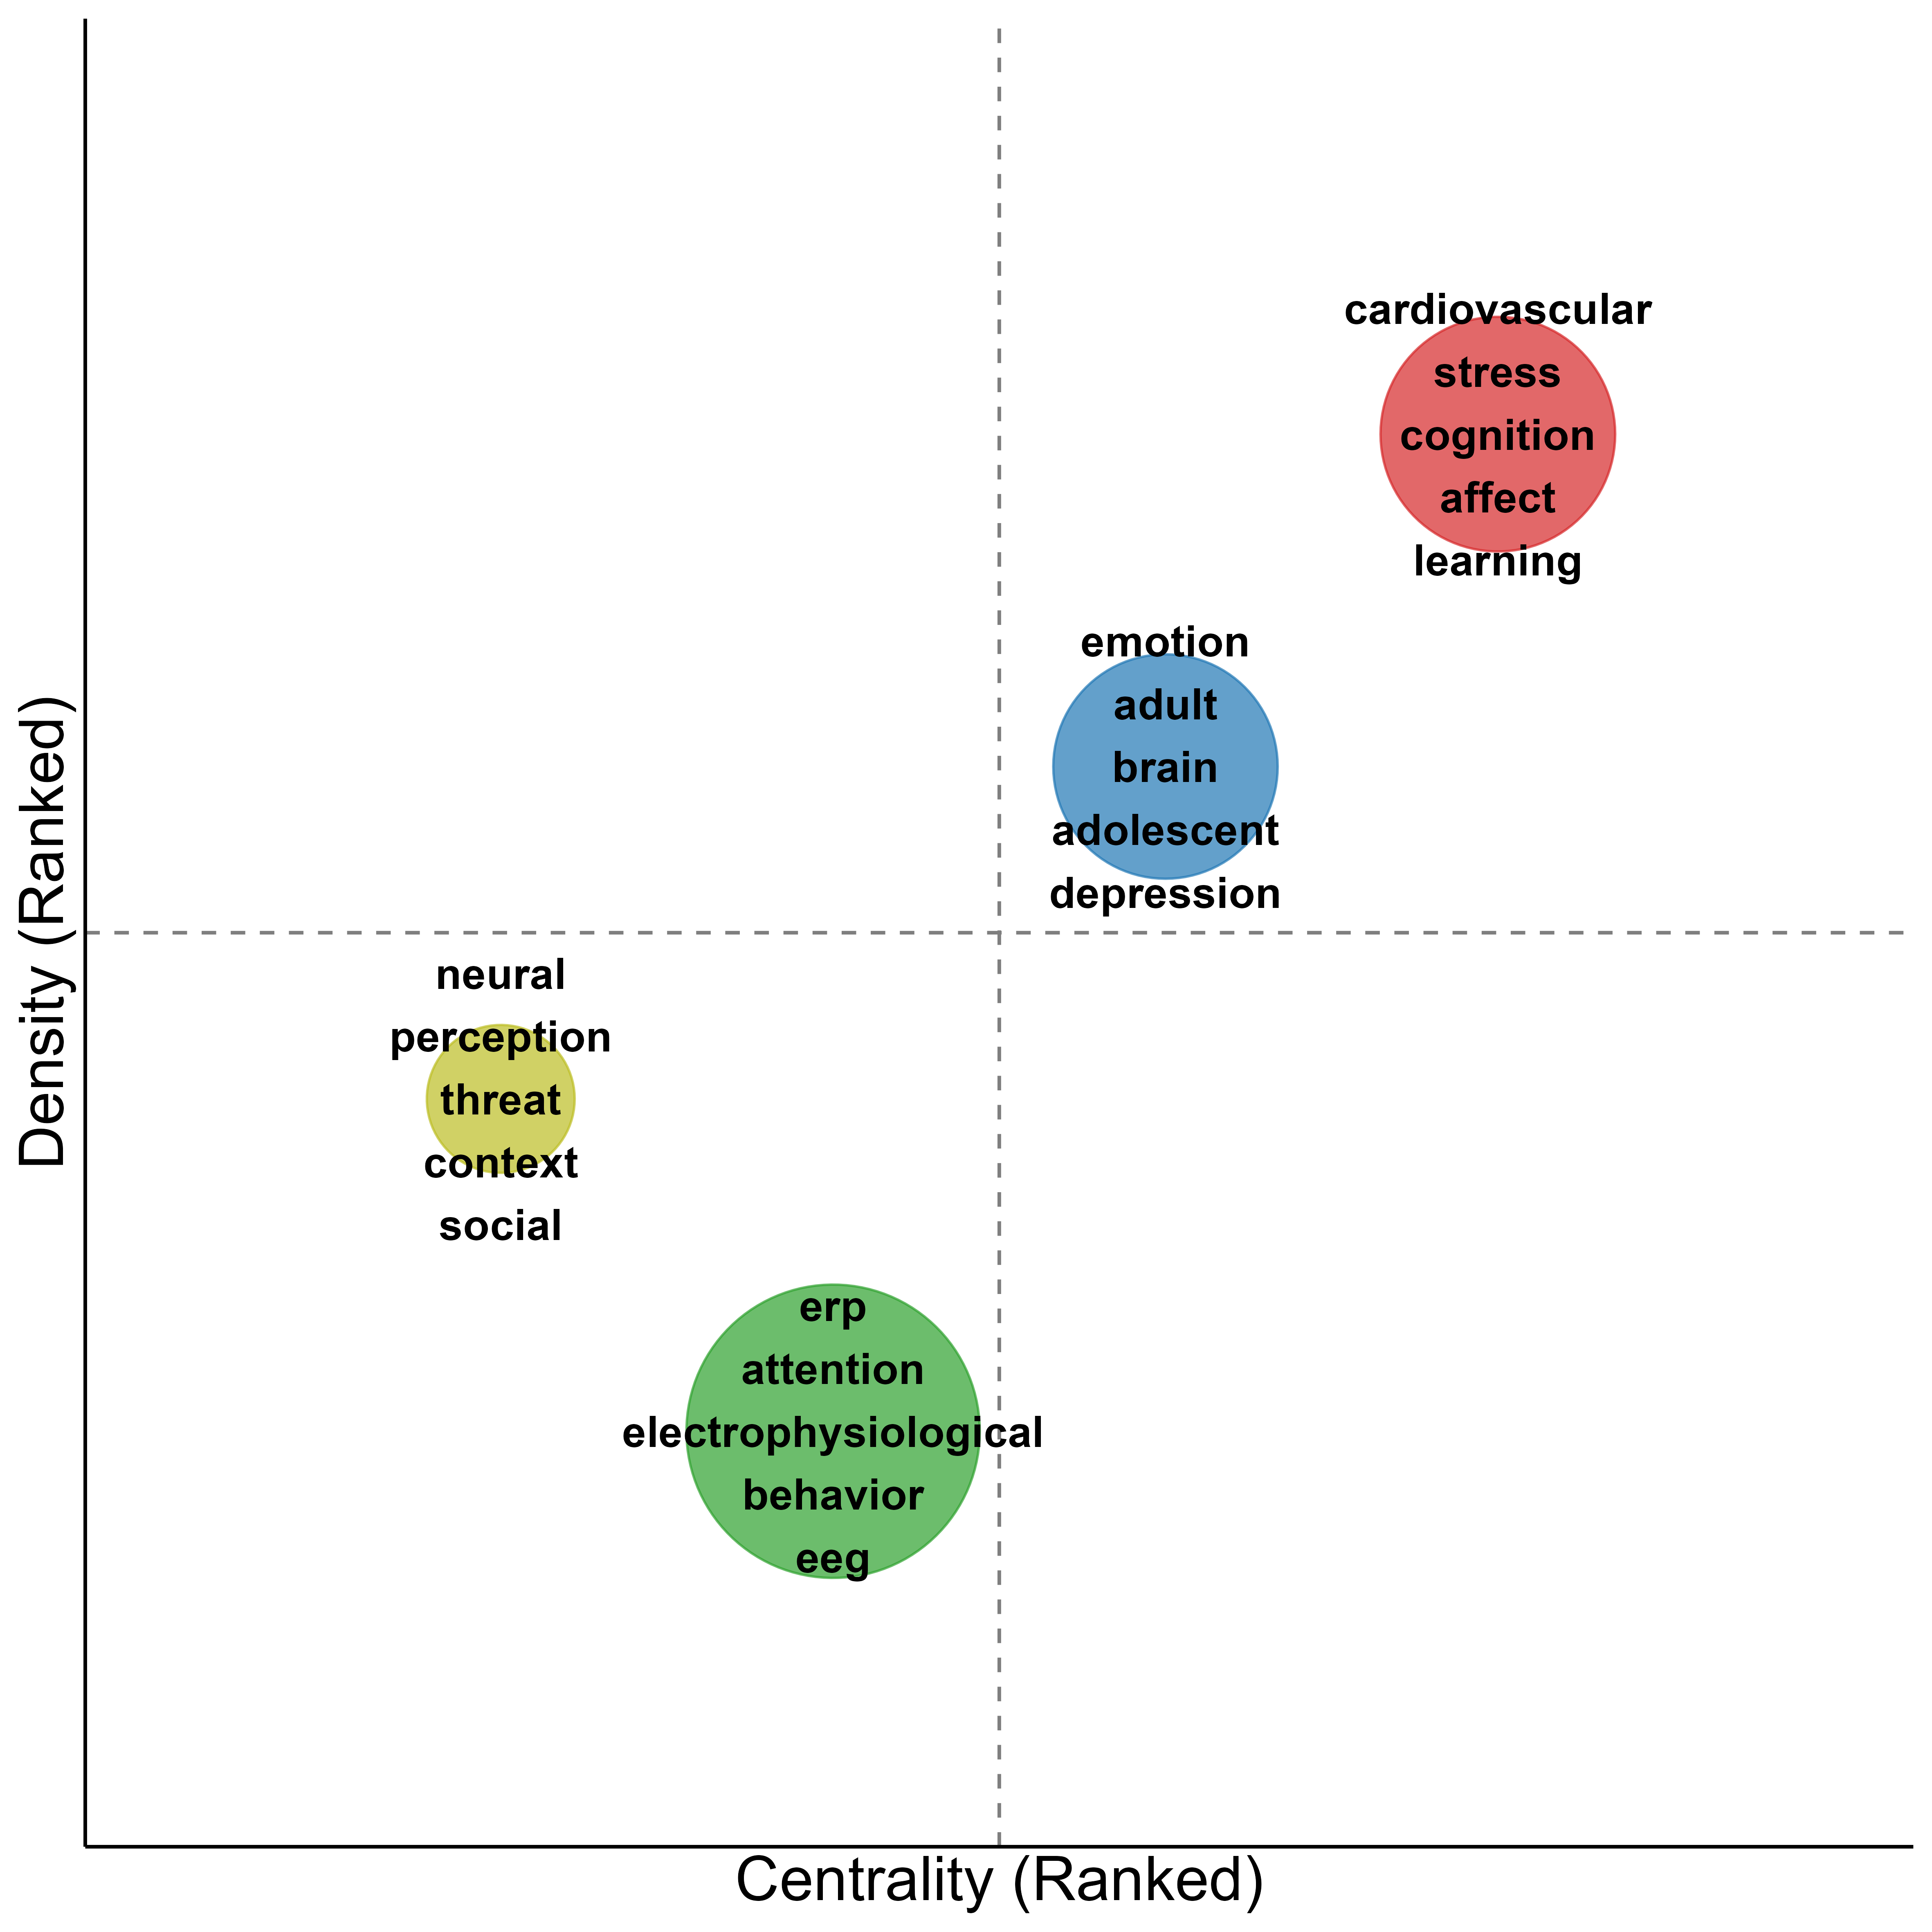 cardiovascular
stress
cognition
affect
learning
emotion
adult
brain
adolescent
depression
neural
perception
threat
context
social
erp
attention
electrophysiological
behavior
eeg
Density (Ranked)
Centrality (Ranked)